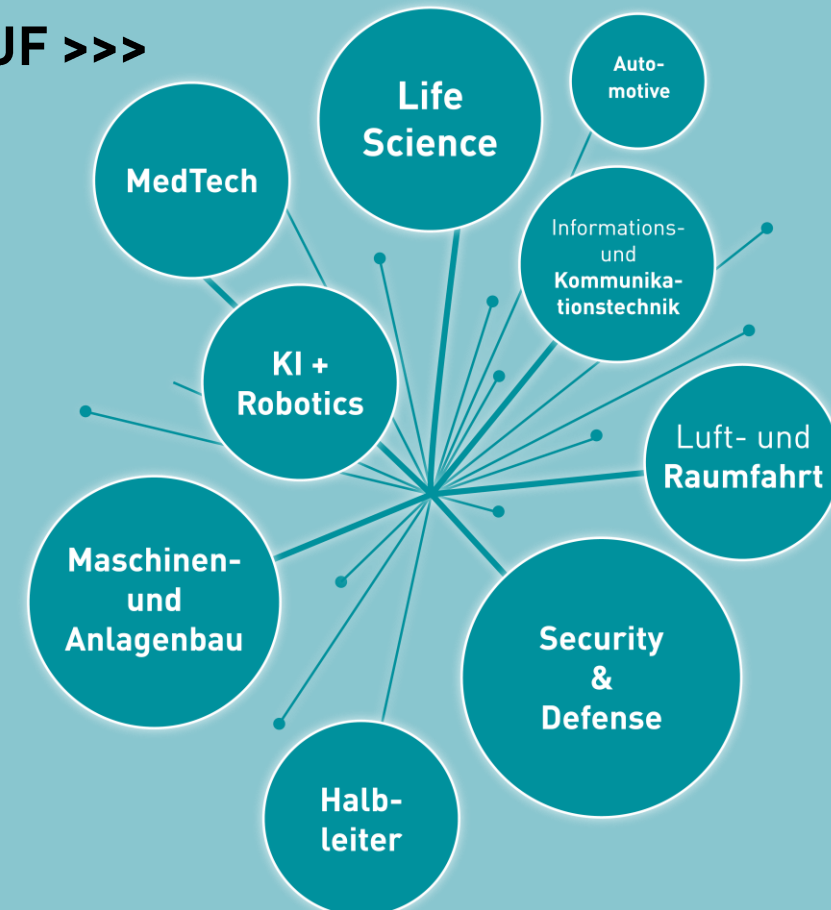 UF >>>
Life
Science
Auto-
motive
MedTech
Informations-
und
Kommunika-
tionstechnik
KI +
Robotics
Luft- und
Raumfahrt
Maschinen-
und
Anlagenbau
Security
&
Defense
Halb-
leiter